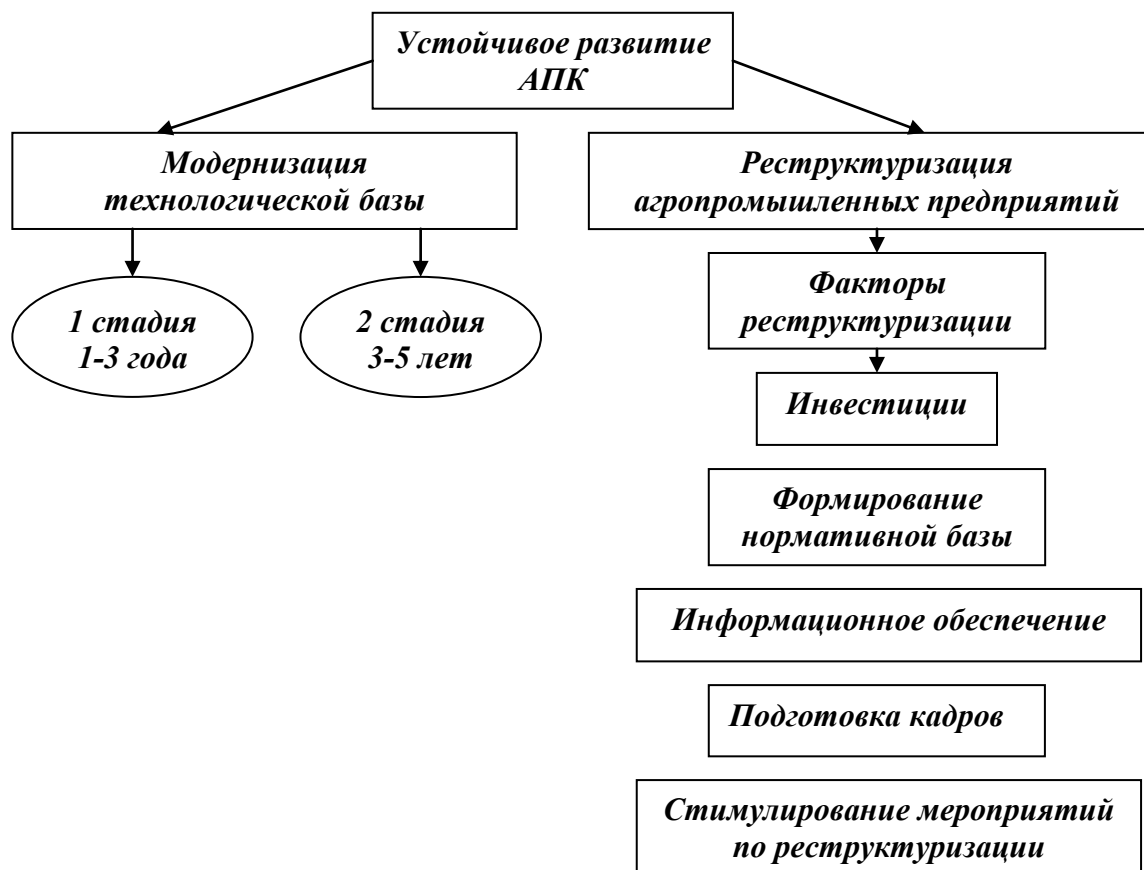 Устойчивое развитие
АПК
Модернизация
технологической базы
Реструктуризация
агропромышленных предприятий
1 стадия
1-3 года
2 стадия
3-5 лет
Факторы
реструктуризации
Инвестиции
Формирование
нормативной базы
Информационное обеспечение
Подготовка кадров
Стимулирование мероприятий
по реструктуризации